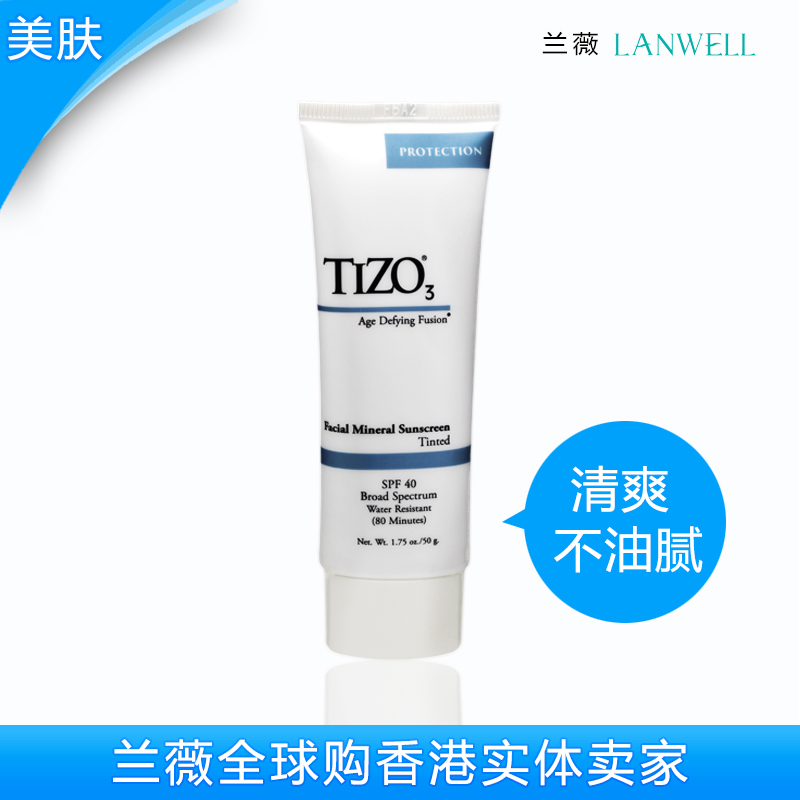 美肤
兰薇 LANWELL
PROTECTION
TIZO®3
Age Defying Fusion
Facial Mineral Sunscreen
Tinted
SPF 40
Broad Spectrum
Water Resistant
(80 Minutes)
Net. Wt. 1.75 oz./50 g.
清爽
不油腻
兰薇全球购香港实体卖家